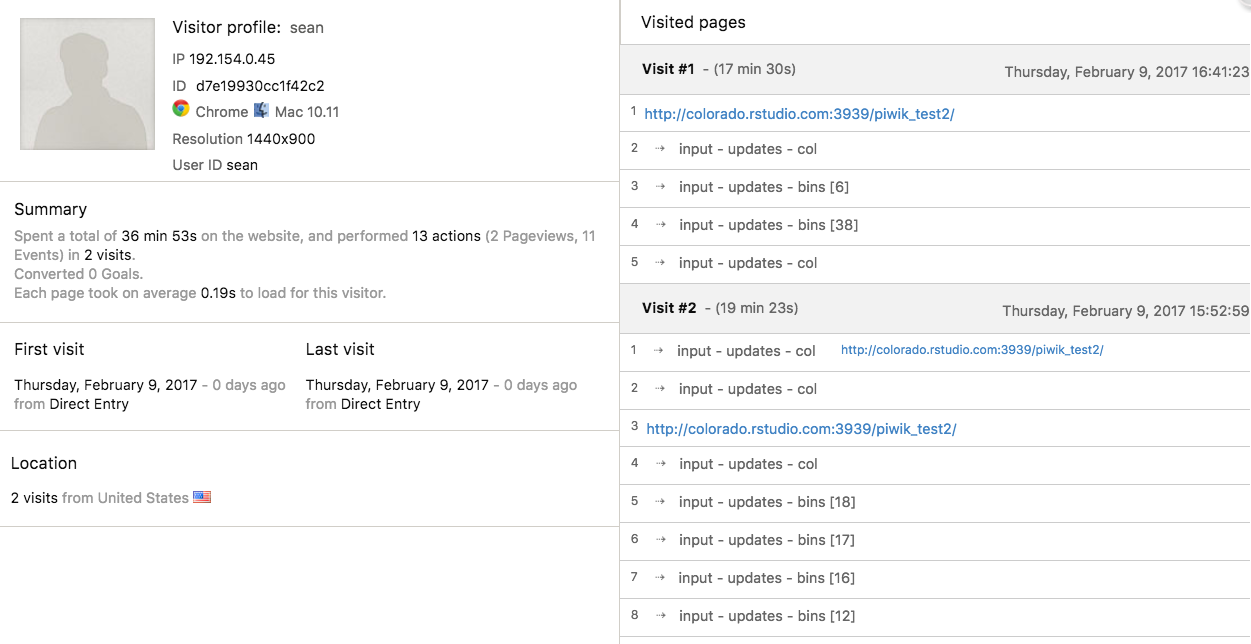 Visitor profile: sean
IP 192.154.0.45
ID d7e19930cc1f42c2
Chrome Mac 10.11
Resolution 1440x900
User ID sean
Summary
Spent a total of 36 min 53s on the website, and performed 13 actions (2 Pageviews, 11
Events) in 2 visits.
Converted 0 Goals.
Each page took on average 0.19s to load for this visitor.
First visit
Thursday, February 9, 2017 - 0 days ago
from Direct Entry
Last visit
Thursday, February 9, 2017 - 0 days ago
from Direct Entry
Location
2 visits from United States
Visited pages
Visit #1 - (17 min 30s) Thursday, February 9, 2017 16:41:23
1 http://colorado.rstudio.com:3939/piwik_test2/
2 ⇢ input - updates - col
3 ⇢ input - updates - bins [6]
4 ⇢ input - updates - bins [38]
5 ⇢ input - updates - col
Visit #2 - (19 min 23s) Thursday, February 9, 2017 15:52:59
1 ⇢ input - updates - col http://colorado.rstudio.com:3939/piwik_test2/
2 ⇢ input - updates - col
3 http://colorado.rstudio.com:3939/piwik_test2/
4 ⇢ input - updates - col
5 ⇢ input - updates - bins [18]
6 ⇢ input - updates - bins [17]
7 ⇢ input - updates - bins [16]
8 ⇢ input - updates - bins [12]